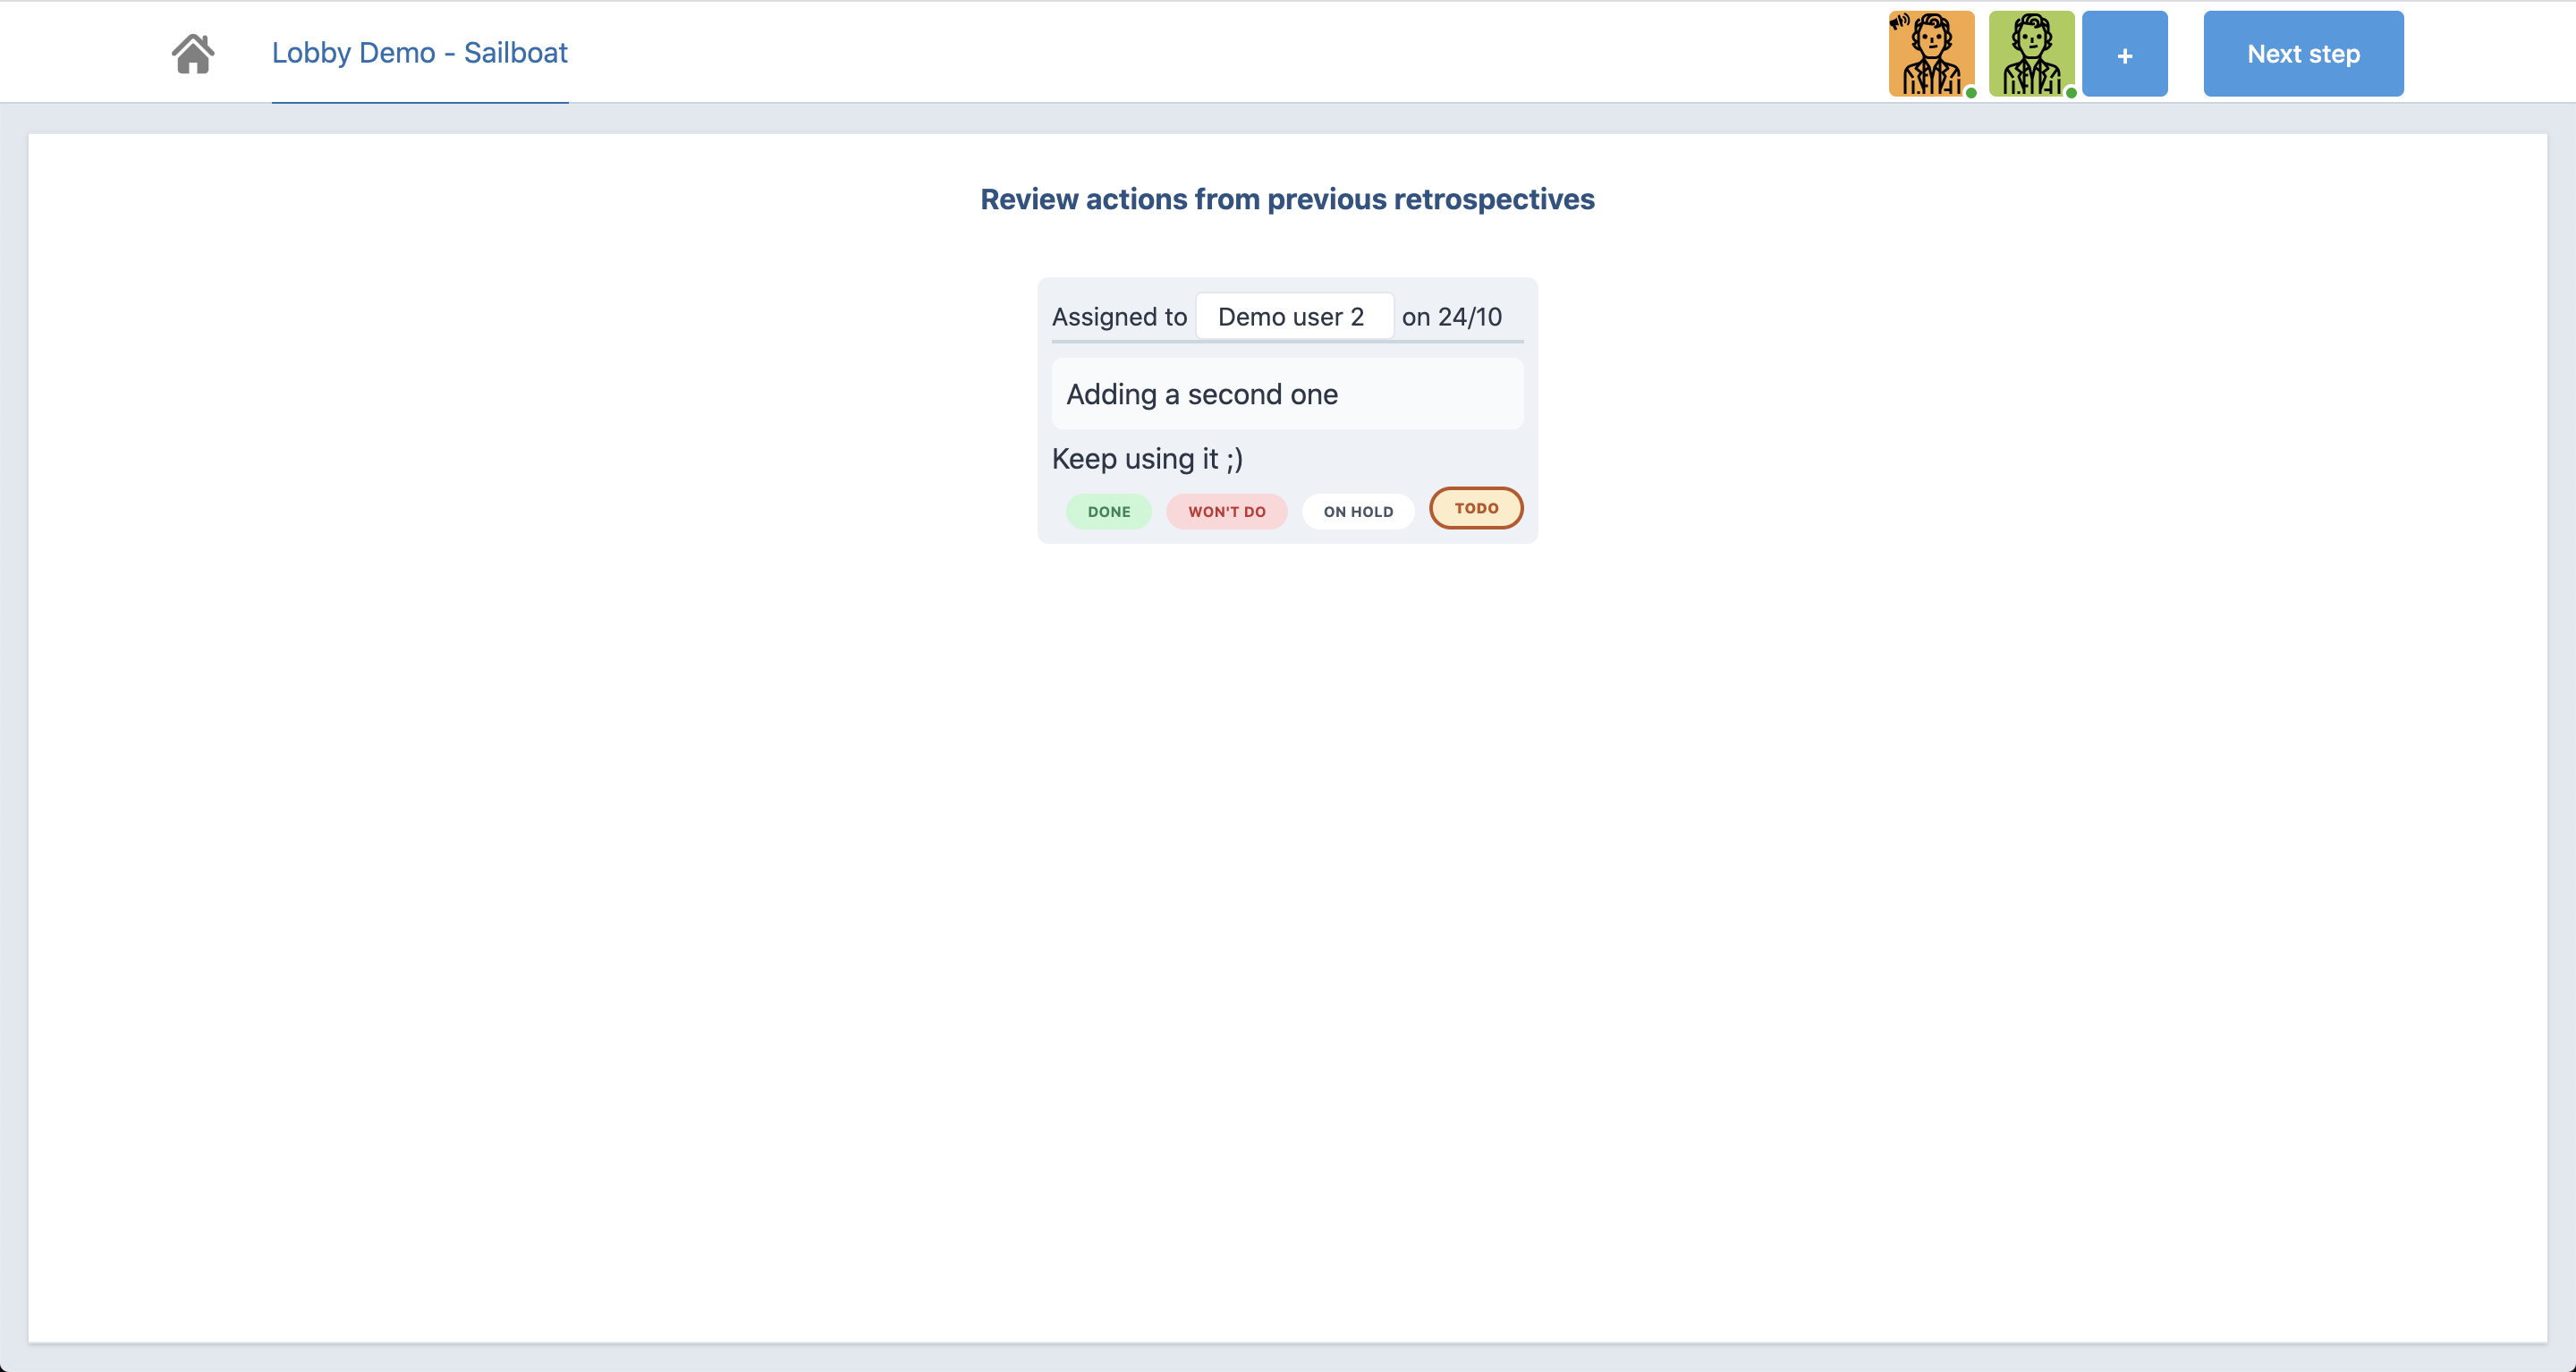 Lobby Demo - Sailboat
+
Next step
Review actions from previous retrospectives
Assigned to Demo user 2 on 24/10
Adding a second one
Keep using it ;)
DONE WON'T DO ON HOLD TODO